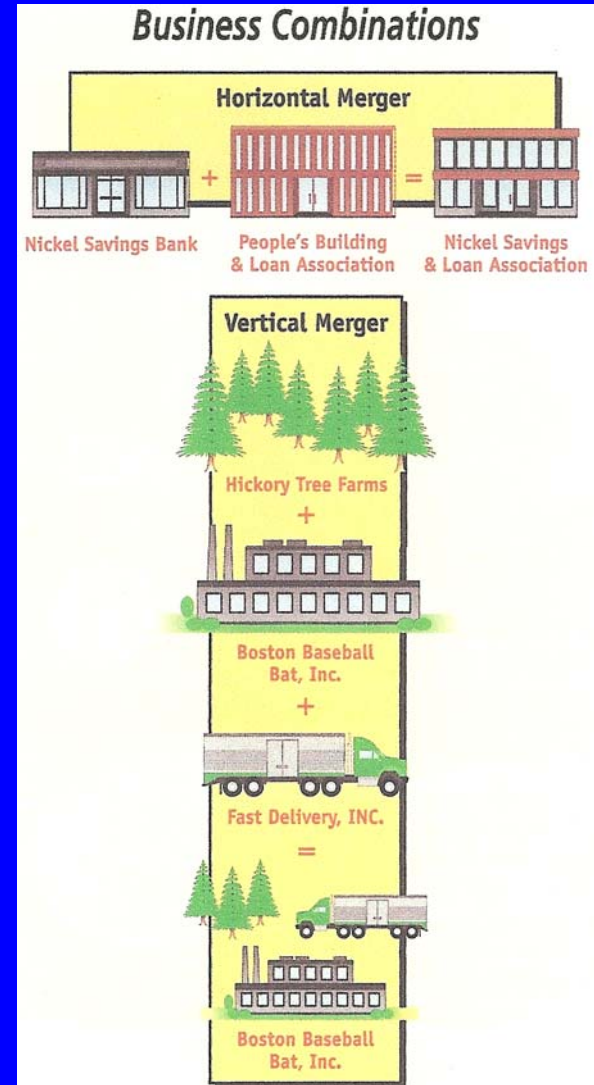 Business Combinations
Horizontal Merger
+
=
Nickel Savings Bank
People's Building
& Loan Association
Nickel Savings
& Loan Association
Vertical Merger
Hickory Tree Farms
+
Boston Baseball
Bat, Inc.
+
Fast Delivery, INC.
=
Boston Baseball
Bat, Inc.